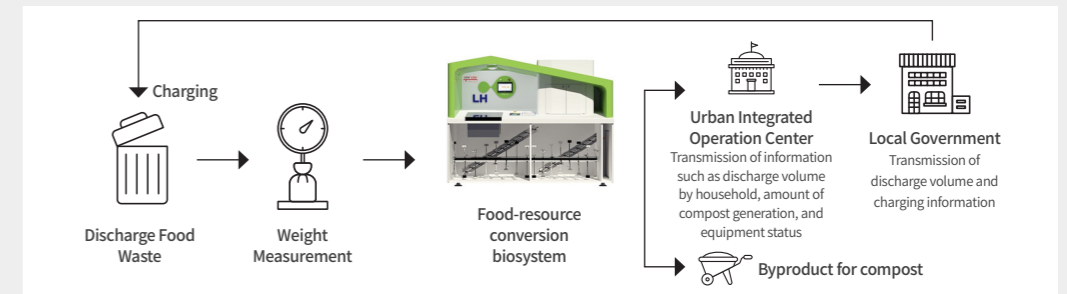 Charging
Discharge Food
Waste
Weight
Measurement
LH
Food-resource
conversion
biosystem
Urban Integrated
Operation Center
Transmission of information
such as discharge volume
by household, amount of
compost generation, and
equipment status
Local Government
Transmission of
discharge volume and
charging information
Byproduct for compost